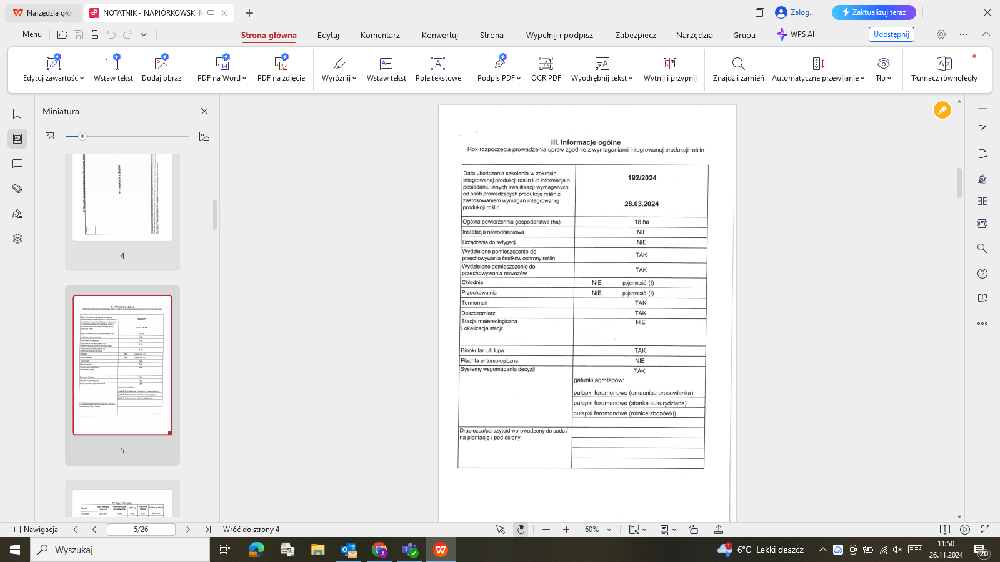 Narzędzia głó
NOTATNIK - NAPIÓRKOWSKI M
Zalog...
Zaktualizuj teraz
Menu
Strona główna
Edytuj
Komentarz
Konwertuj
Strona
Wypełnij i podpisz
Zabezpiecz
Narzędzia
Grupa
WPS AI
Udostępnij
Edytuj zawartość
Wstaw tekst
Dodaj obraz
PDF na Word
PDF na zdjęcie
Wyróżnij
Wstaw tekst
Pole tekstowe
Podpis PDF
OCR PDF
Wyodrębnij tekst
Wytnij i przypnij
Znajdź i zamień
Automatyczne przewijanie
Tło
Tłumacz równoległy
Miniatura
w mapkach z dopłat
4
5
IV. Opryskiwacze
III. Informacje ogólne
Rok rozpoczęcia prowadzenia upraw zgodnie z wymaganiami integrowanej produkcji roślin
Data ukończenia szkolenia w zakresie
integrowanej produkcji roślin lub informacja o
posiadaniu innych kwalifikacji wymaganych
od osób prowadzących produkcję roślin z
zastosowaniem wymagań integrowanej
produkcji roślin
192/2024
28.03.2024
Ogólna powierzchnia gospodarstwa (ha) 18 ha
Instalacja nawodnieniowa NIE
Urządzenia do fertygacji NIE
Wydzielone pomieszczenie do
przechowywania środków ochrony roślin TAK
Wydzielone pomieszczenie do
przechowywania nawozów TAK
Chłodnia NIE pojemność (t)
Przechowalnia NIE pojemność (t)
Termometr TAK
Deszczomierz TAK
Stacja metereologiczna NIE
Lokalizacja stacji:
Binokular lub lupa TAK
Płachta entomologiczna NIE
Systemy wspomagania decyzji TAK
gatunki agrofagów:
pułapki feromonowe (omacnica prosowianka)
pułapki feromonowe (stonka kukurydziana)
pułapki feromonowe (rolnice zbożówki)
Drapieżca/parazytoid wprowadzony do sadu /
na plantację / pod osłony:
Nawigacja
5/26
Wróć do strony 4
60%
Wyszukaj
1
6°C Lekki deszcz
11:50
26.11.2024
20